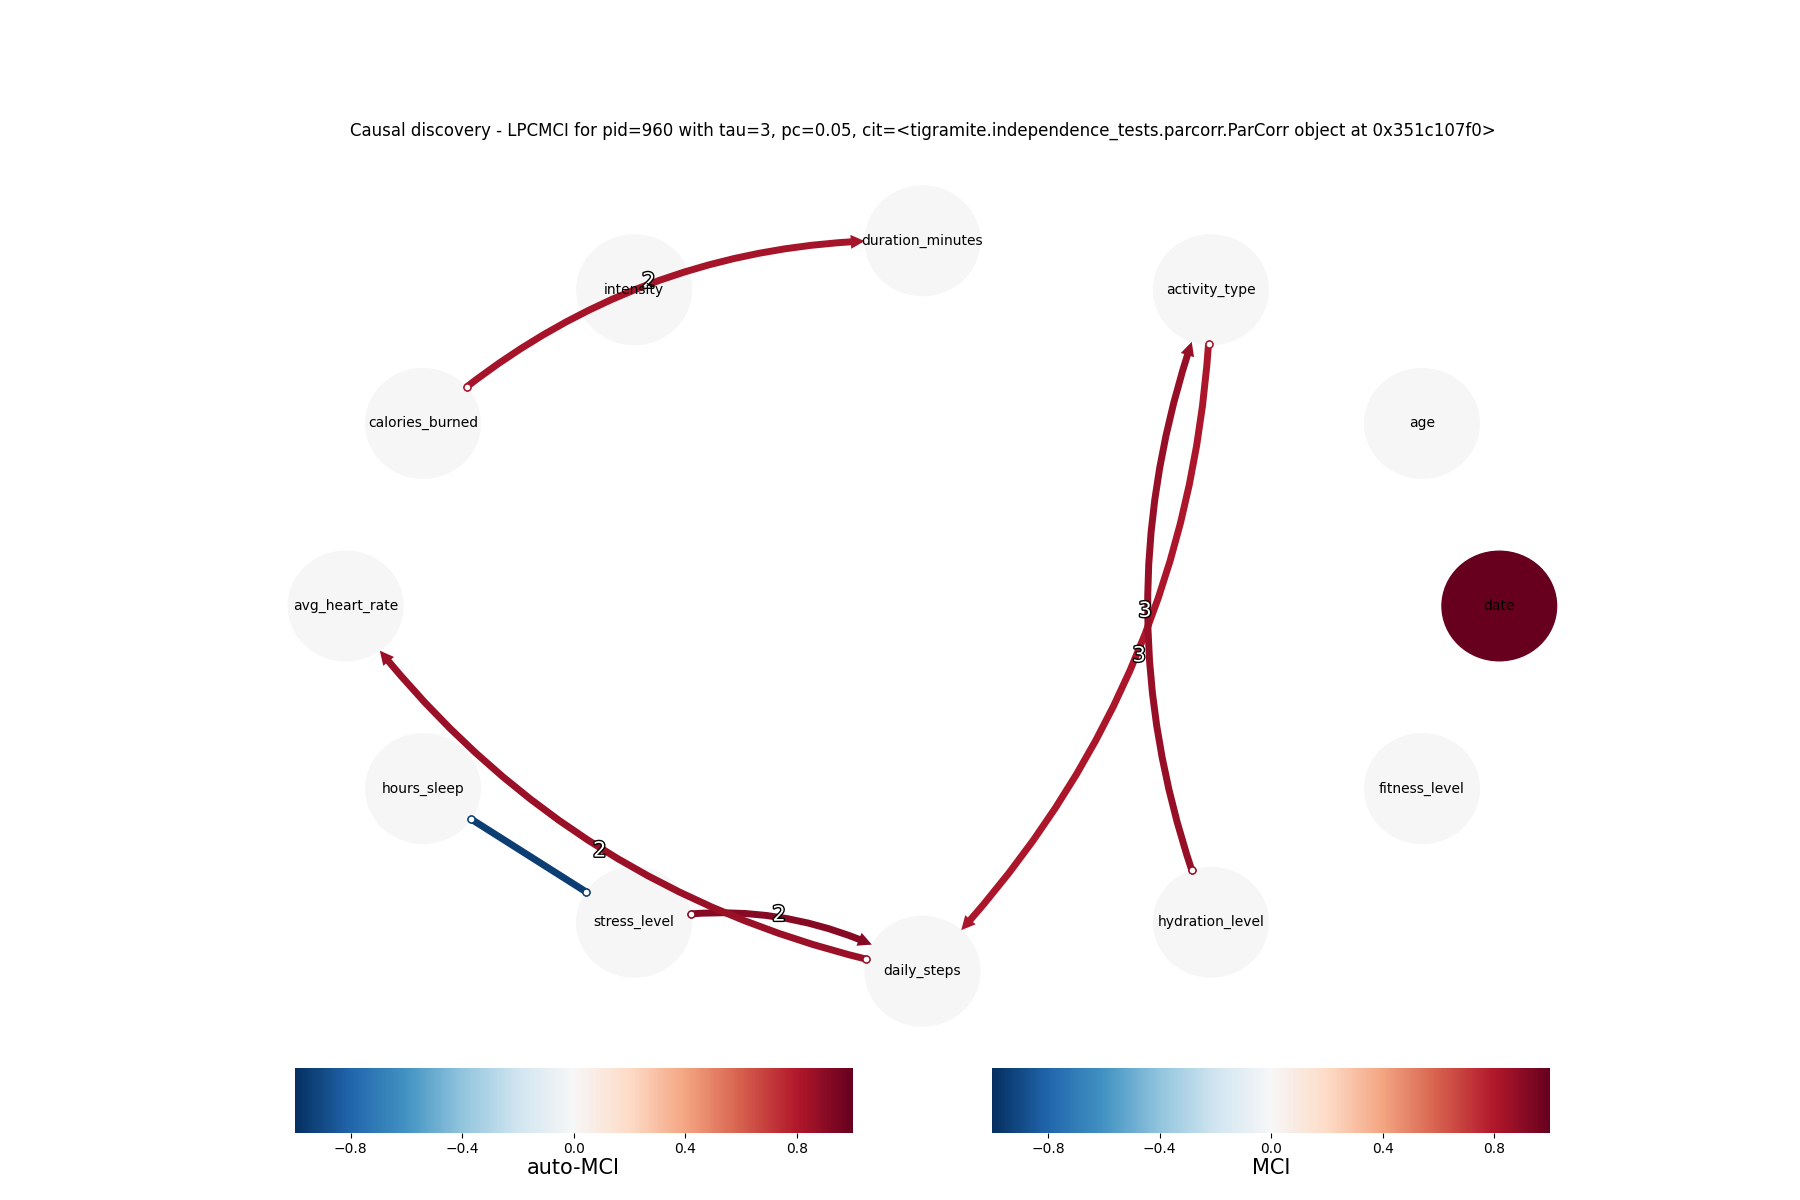 Causal discovery - LPCMCI for pid=960 with tau=3, pc=0.05, cit=<tigramite.independence_tests.parcorr.ParCorr object at 0x351c107f0>
duration_minutes
intensity
2
activity_type
calories_burned
age
avg_heart_rate
date
3
3
hours_sleep
fitness_level
2
stress_level
2
hydration_level
daily_steps
−0.8 −0.4 0.0 0.4 0.8
auto-MCI
−0.8 −0.4 0.0 0.4 0.8
MCI